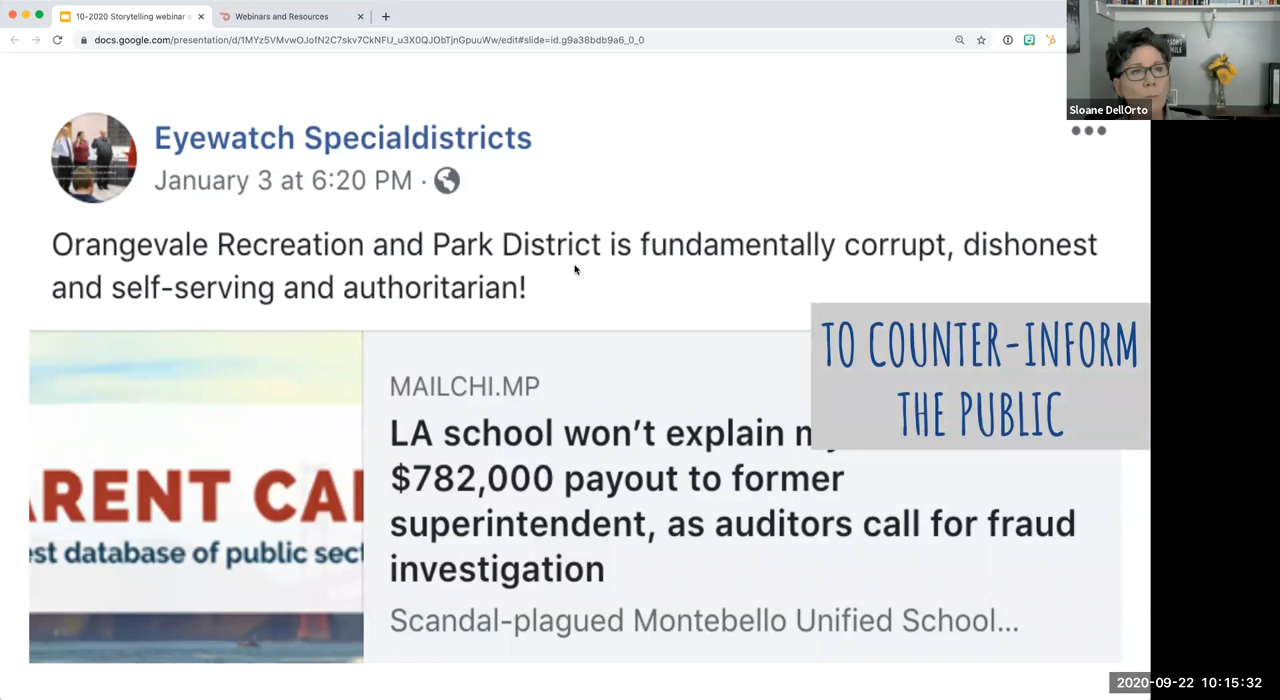 10-2020 Storytelling webinar
Webinars and Resources
docs.google.com/presentation/d/1MYz5VMvwOJofN2C7skv7CkNFU_u3X0QJObTjnGpuuWw/edit#slide=id.g9a38bdb9a6_0_0
Sloane DellOrto
Eyewatch Specialdistricts
January 3 at 6:20 PM ·
Orangevale Recreation and Park District is fundamentally corrupt, dishonest
and self-serving and authoritarian!
TO COUNTER-INFORM
THE PUBLIC
ARENT CAI
est database of public sect
MAILCHI.MP
LA school won’t explain
$782,000 payout to former
superintendent, as auditors call for fraud
investigation
Scandal-plagued Montebello Unified School...
2020-09-22 10:15:32